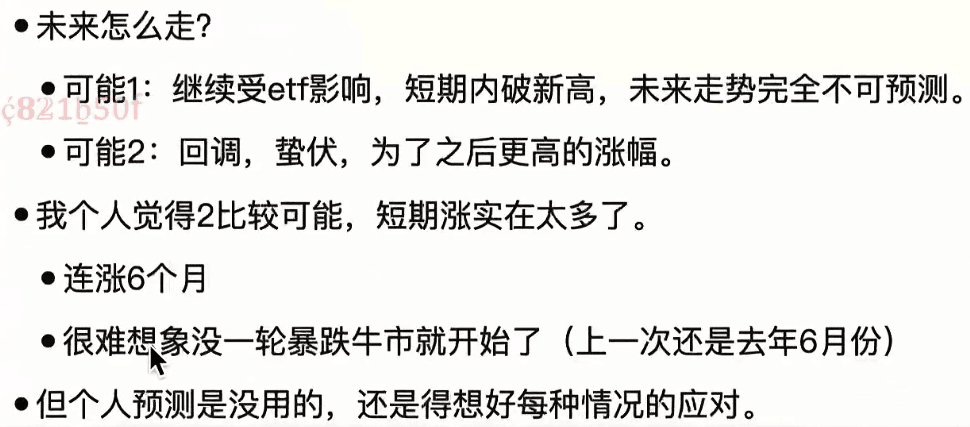 • 未来怎么走？
• 可能1：继续受etf影响，短期内破新高，未来走势完全不可预测。
• 可能2：回调，蛰伏，为了之后更高的涨幅。
• 我个人觉得2比较可能，短期涨实在太多了。
• 连涨6个月
• 很难想象没一轮暴跌牛市就开始了（上一次还是去年6月份）
• 但个人预测是没用的，还是得想好每种情况的应对。